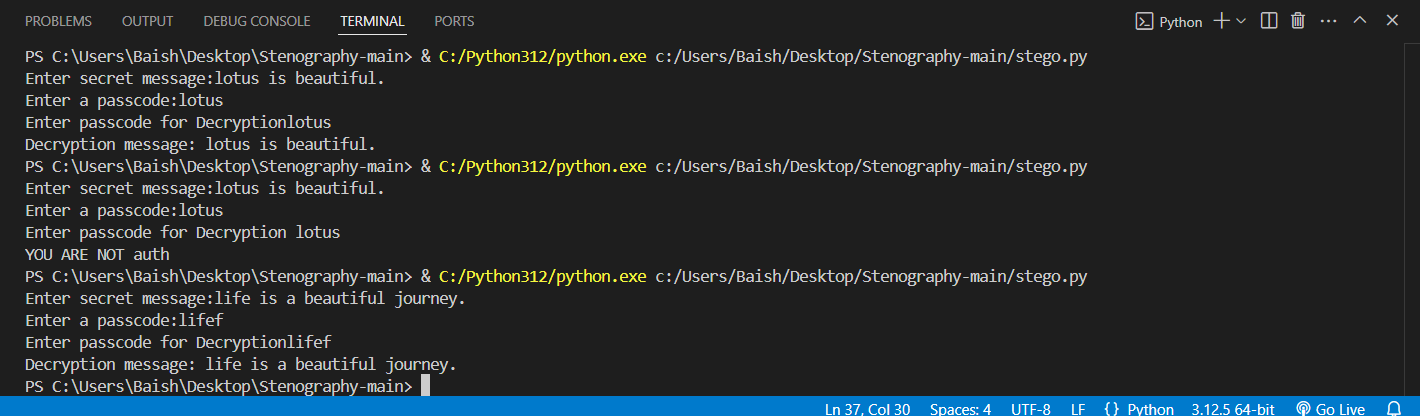 PROBLEMS OUTPUT DEBUG CONSOLE TERMINAL PORTS Python
PS C:\Users\Baish\Desktop\Stenography-main> & C:/Python312/python.exe c:/Users/Baish/Desktop/Stenography-main/stego.py
Enter secret message:lotus is beautiful.
Enter a passcode:lotus
Enter passcode for Decryptionlotus
Decryption message: lotus is beautiful.
PS C:\Users\Baish\Desktop\Stenography-main> & C:/Python312/python.exe c:/Users/Baish/Desktop/Stenography-main/stego.py
Enter secret message:lotus is beautiful.
Enter a passcode:lotus
Enter passcode for Decryption lotus
YOU ARE NOT auth
PS C:\Users\Baish\Desktop\Stenography-main> & C:/Python312/python.exe c:/Users/Baish/Desktop/Stenography-main/stego.py
Enter secret message:life is a beautiful journey.
Enter a passcode:lifef
Enter passcode for Decryptionlifef
Decryption message: life is a beautiful journey.
PS C:\Users\Baish\Desktop\Stenography-main>
Ln 37, Col 30 Spaces: 4 UTF-8 LF {} Python 3.12.5 64-bit Go Live